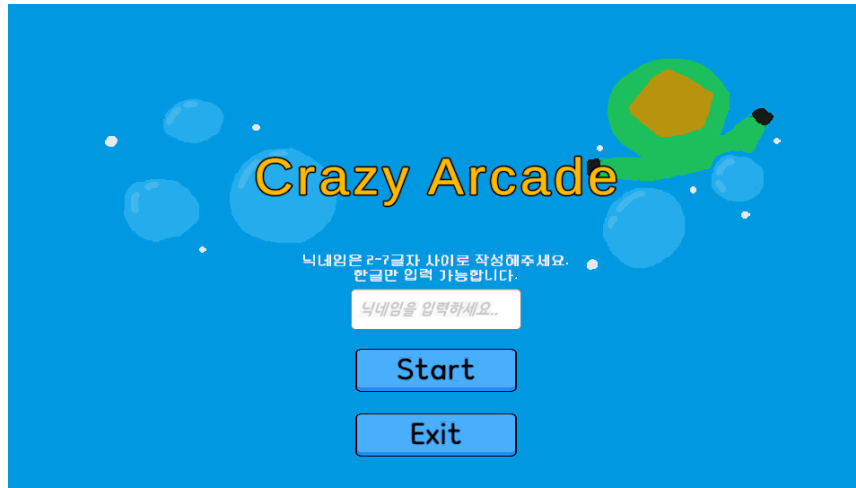 Crazy Arcade
닉네임은 2-7글자 사이로 작성해주세요.
한글만 입력 가능합니다.
닉네임을 입력하세요..
Start
Exit